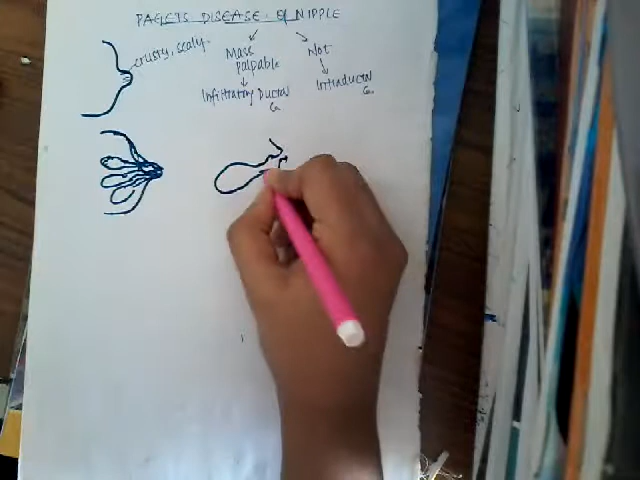 PAGETS DISEASE Of NIPPLE
crusty, scaly.
Mass palpable
Not
Infiltrating Ductal Ca
Intraductal Ca.